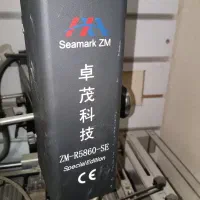 Seamark ZM
卓
茂
科
技
ZM-R5860-SE
Special Edition
CE